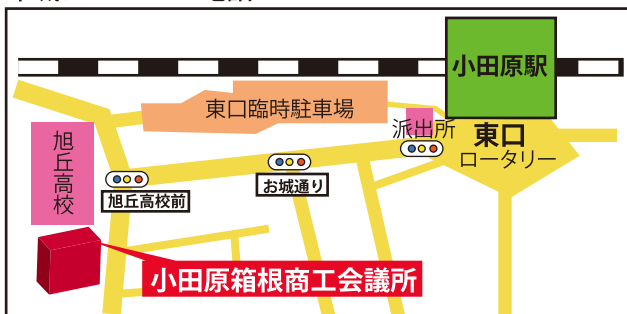 小田原駅
東口臨時駐車場
派出所
東口
ロータリー
旭丘高校
お城通り
旭丘高校前
小田原箱根商工会議所